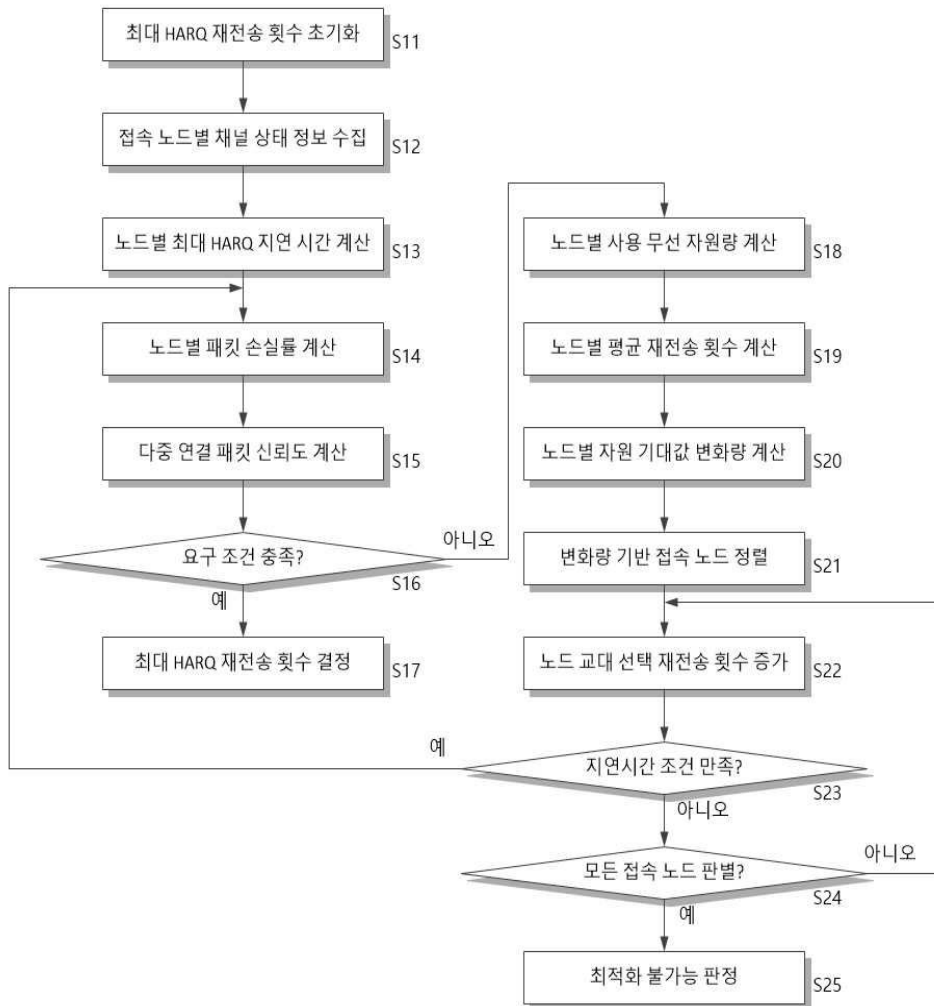 최대 HARQ 재전송 횟수 초기화
S11
접속 노드별 채널 상태 정보 수집
S12
노드별 최대 HARQ 지연 시간 계산
S13
노드별 패킷 손실률 계산
S14
다중 연결 패킷 신뢰도 계산
S15
요구 조건 충족?
S16
아니오
예
최대 HARQ 재전송 횟수 결정
S17
노드별 사용 무선 자원량 계산
S18
노드별 평균 재전송 횟수 계산
S19
노드별 자원 기대값 변화량 계산
S20
변화량 기반 접속 노드 정렬
S21
노드 교대 선택 재전송 횟수 증가
S22
지연시간 조건 만족?
S23
예
아니오
모든 접속 노드 판별?
S24
아니오
예
최적화 불가능 판정
S25